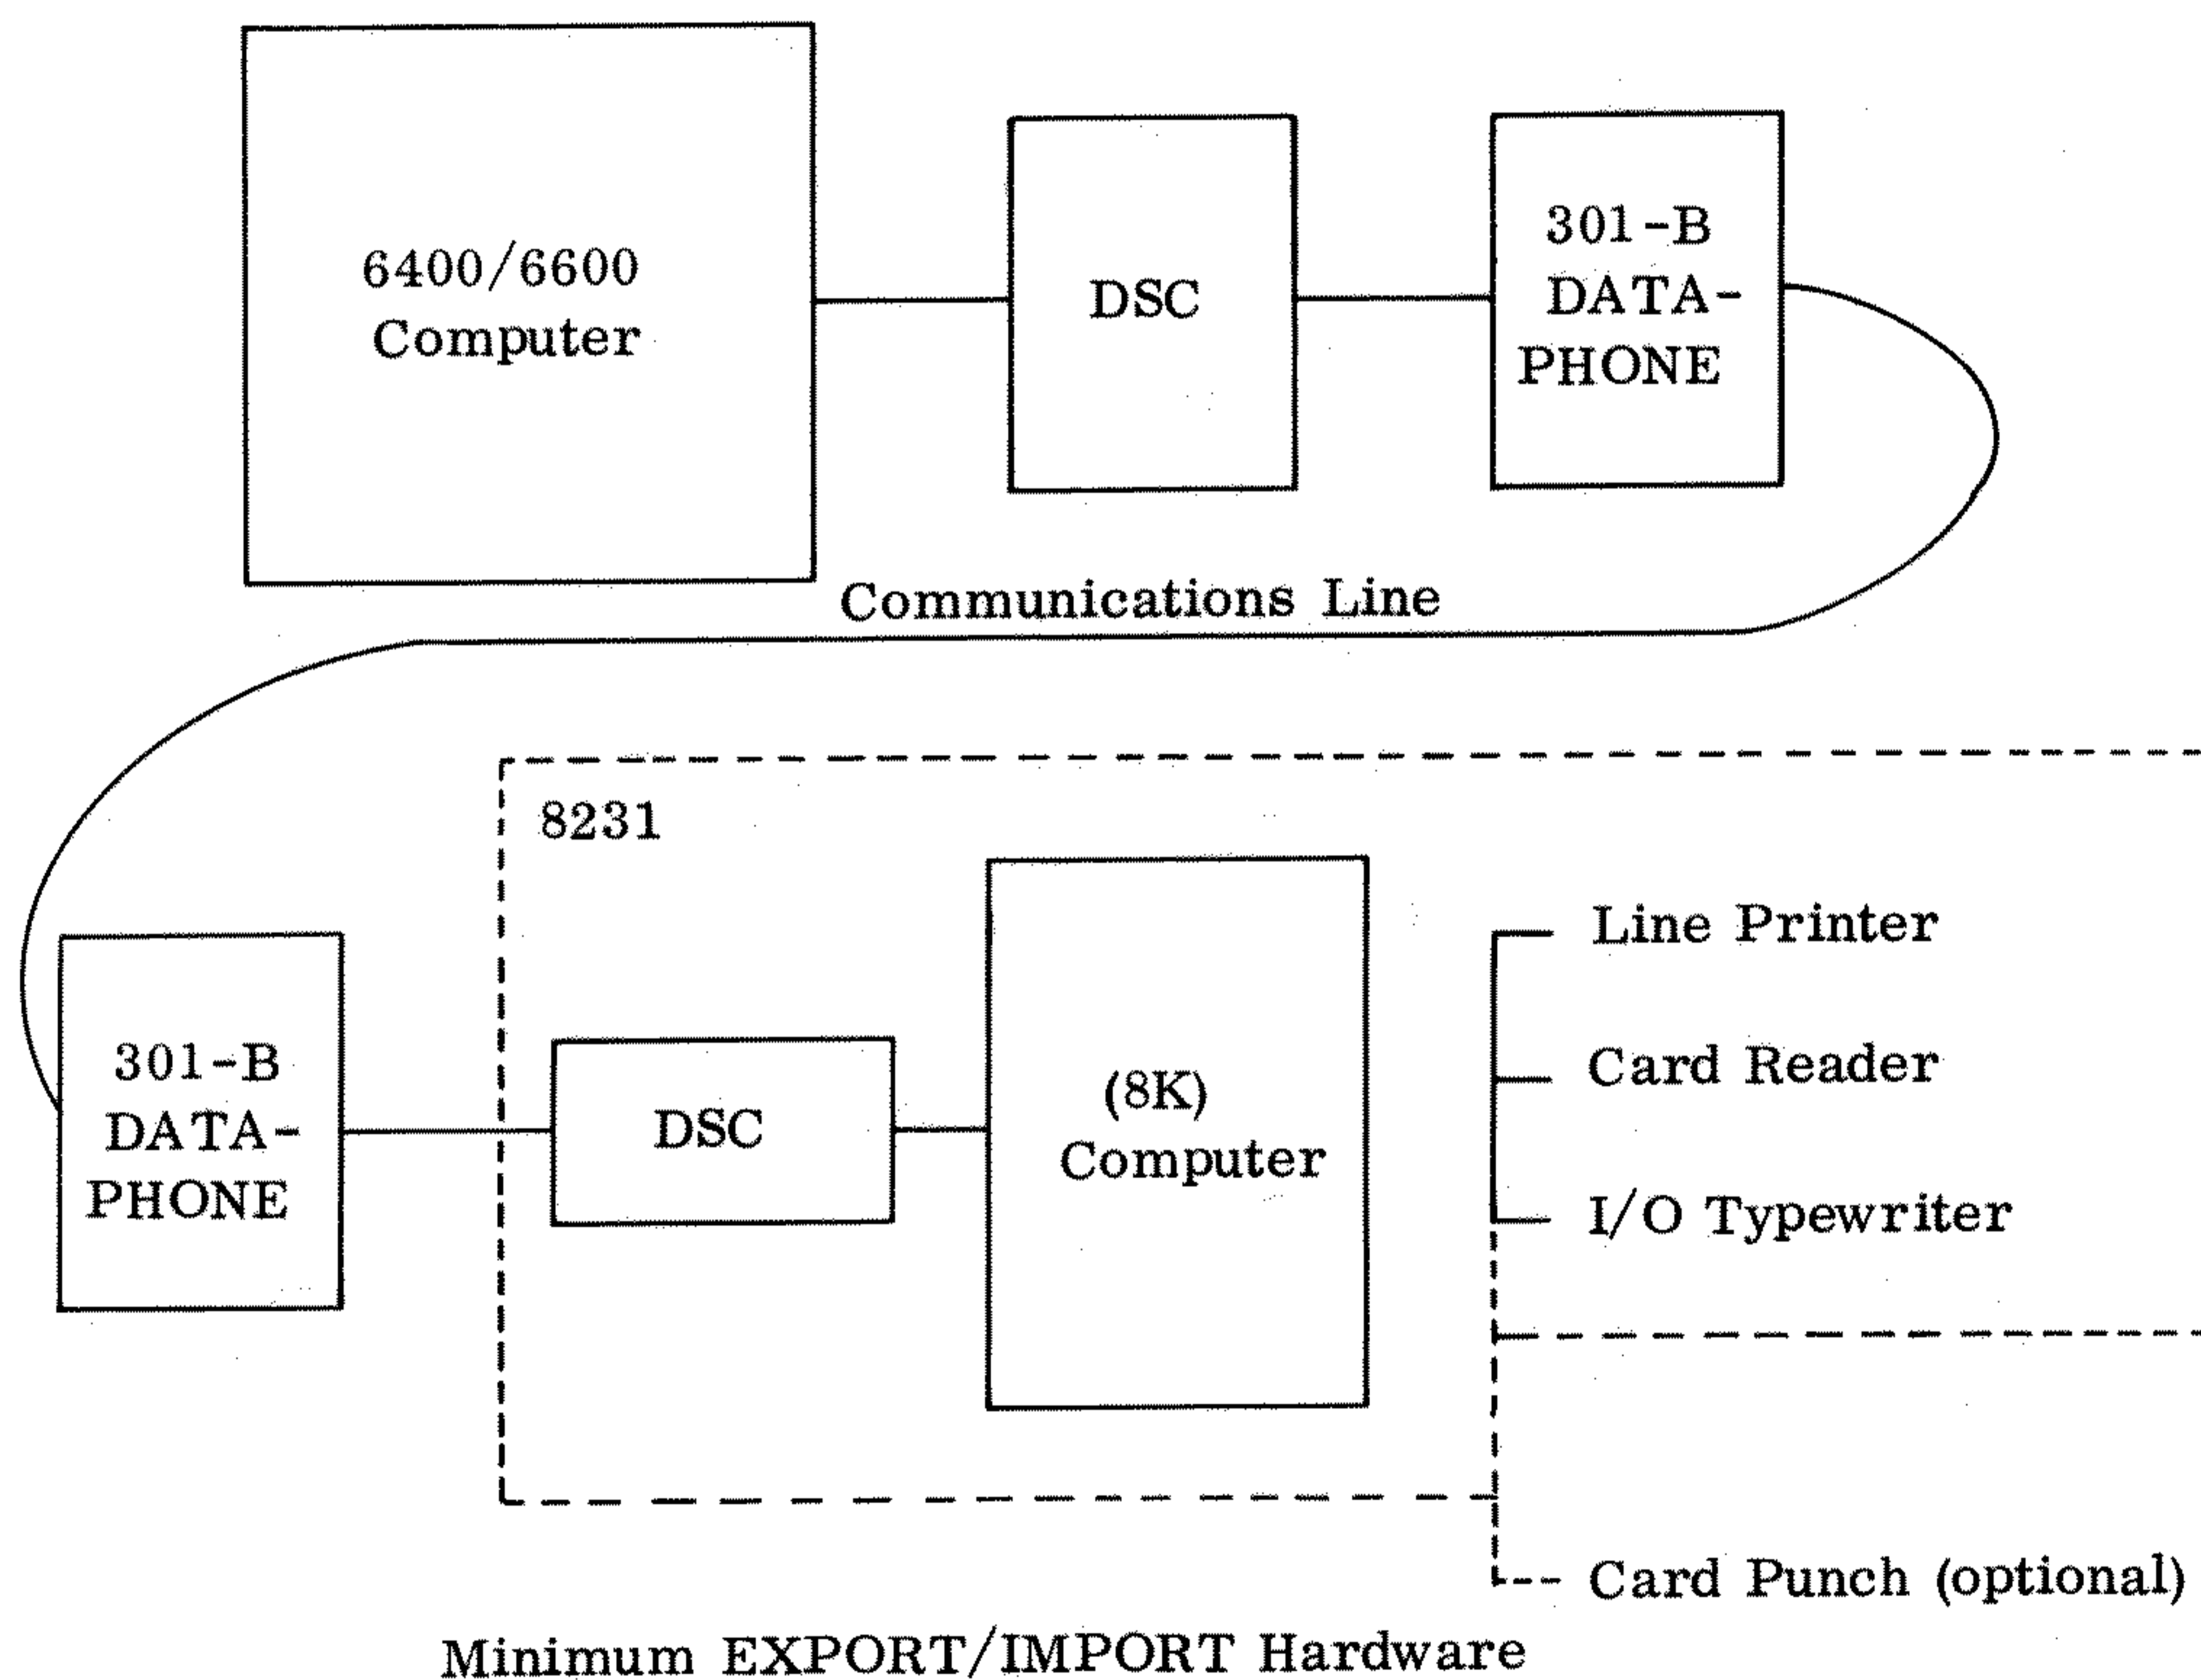 6400/6600
Computer
DSC
301-B
DATA-
PHONE
Communications Line
8231
301-B
DATA-
PHONE
DSC
(8K)
Computer
Line Printer
Card Reader
I/O Typewriter
Card Punch (optional)
Minimum EXPORT/IMPORT Hardware